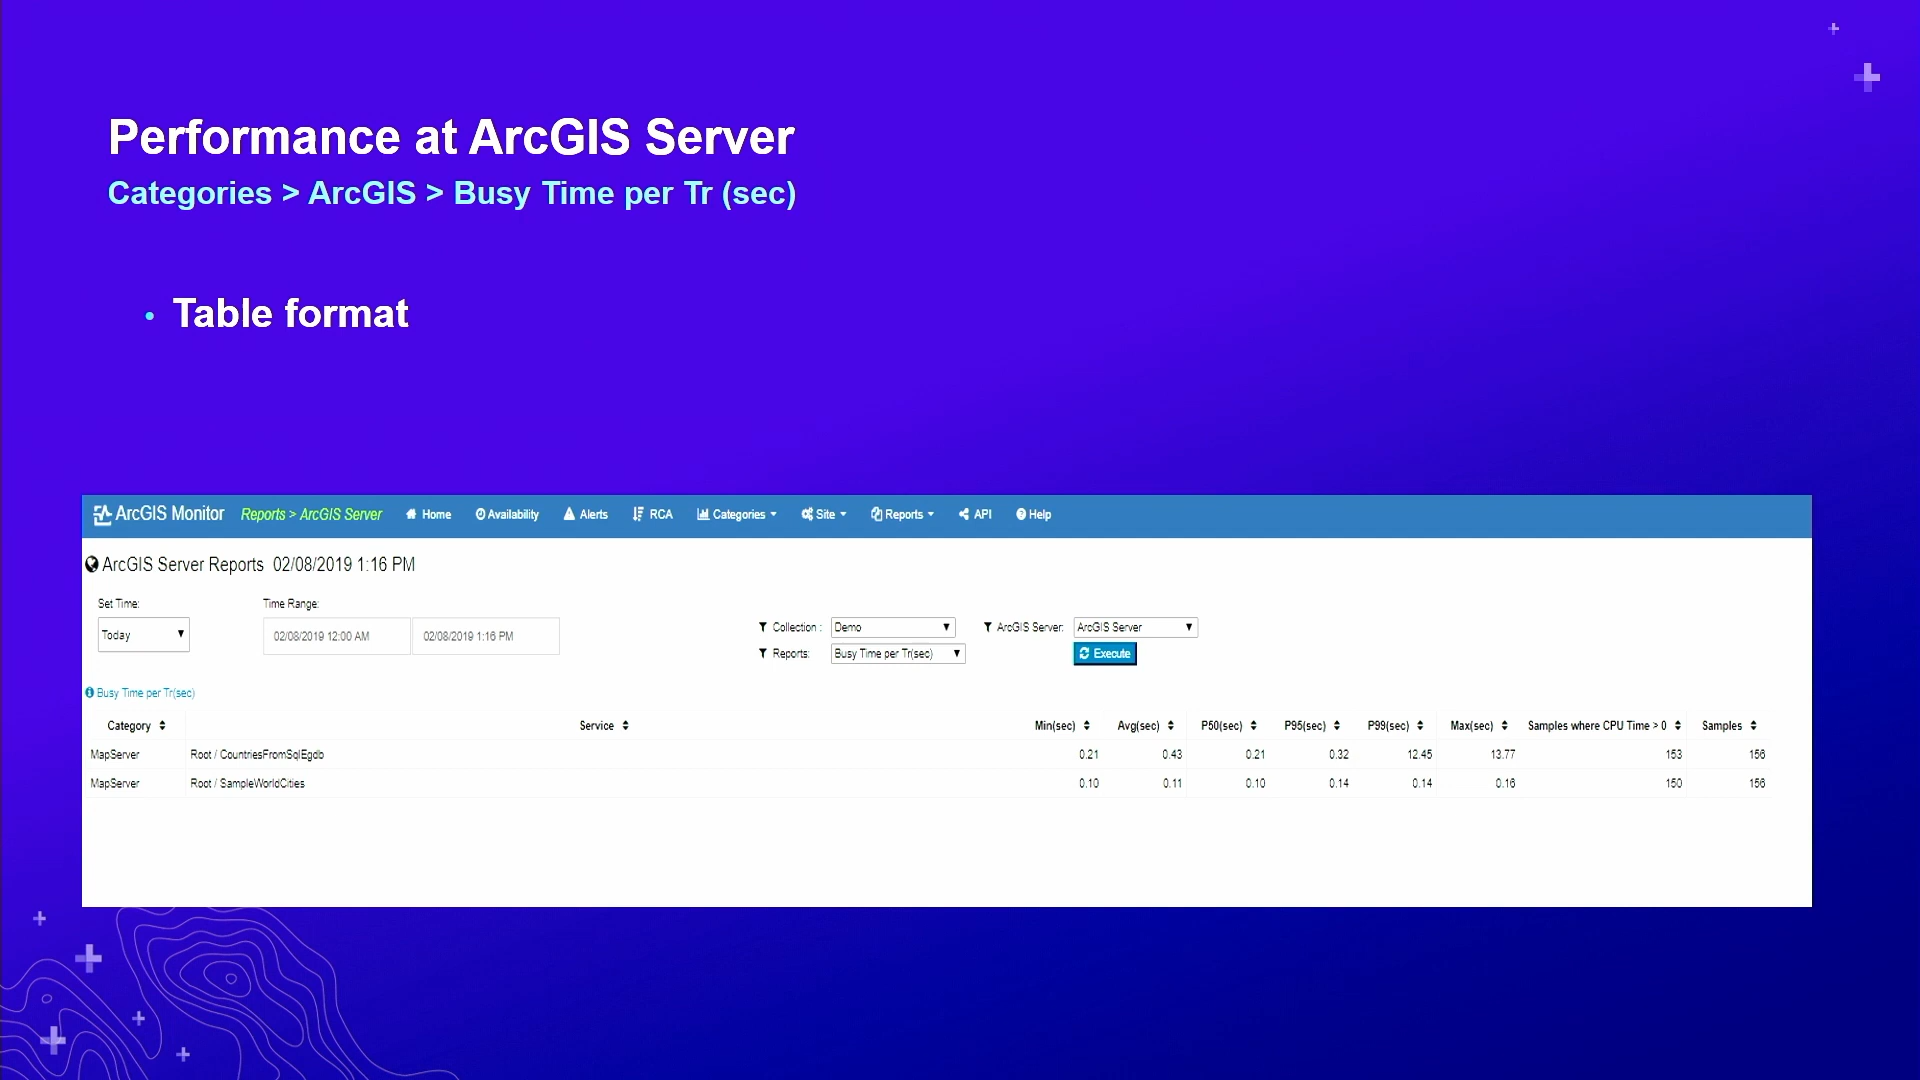 Performance at ArcGIS Server
Categories > ArcGIS > Busy Time per Tr (sec)
• Table format
ArcGIS Monitor Reports > ArcGIS Server Home Availability Alerts RCA Categories Site Reports API Help
ArcGIS Server Reports 02/08/2019 1:16 PM
Set Time: Time Range:
Collection : Demo ArcGIS Server: ArcGIS Server
Today 02/08/2019 12:00 AM 02/08/2019 1:16 PM
Reports: Busy Time per Tr(sec) Execute
Busy Time per Tr(sec)
Category Service Min(sec) Avg(sec) P50(sec) P95(sec) P99(sec) Max(sec) Samples where CPU Time > 0 Samples
MapServer Root / CountriesFromSqlEgdb 0.21 0.43 0.21 0.32 12.45 13.77 153 156
MapServer Root / SampleWorldCities 0.10 0.11 0.10 0.14 0.14 0.16 150 156